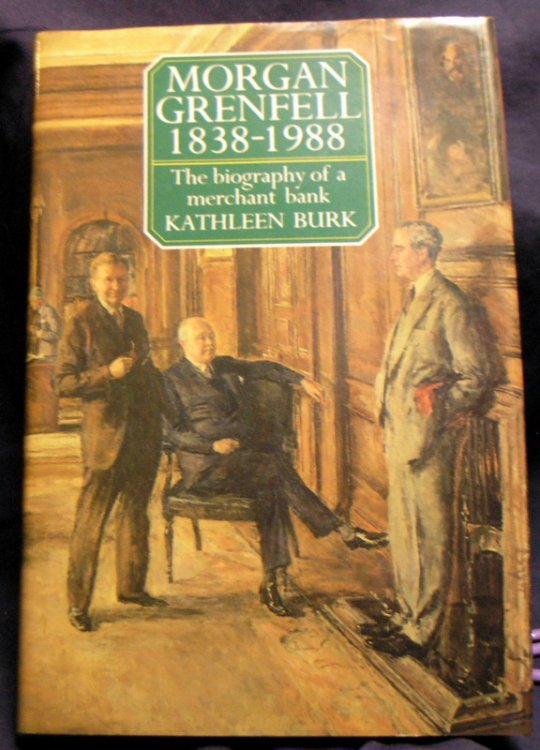 MORGAN
GRENFELL
1838-1988
The biography of a
merchant bank
KATHLEEN BURK